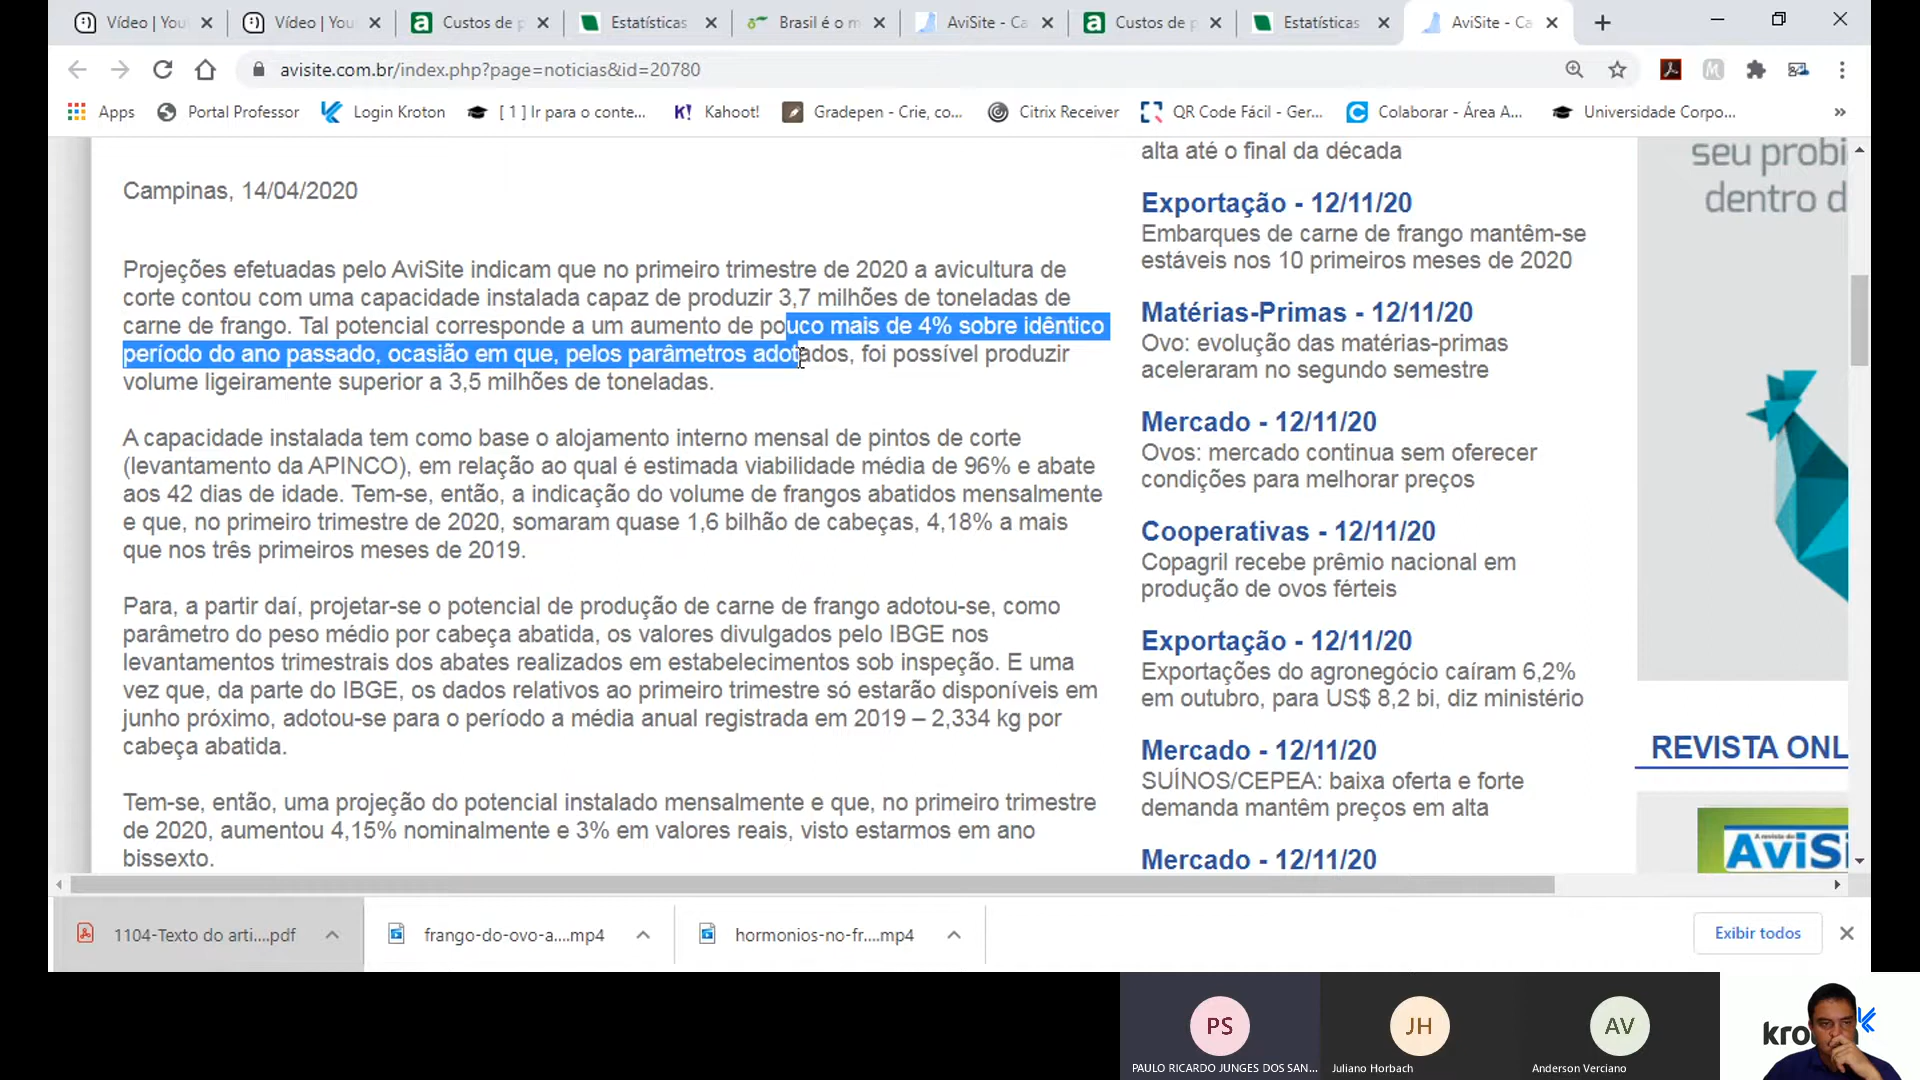 Vídeo | You
Vídeo | You
Custos de p
Estatísticas
Brasil é o m
AviSite - Ca
Custos de p
Estatísticas
AviSite - Ca
avisite.com.br/index.php?page=noticias&id=20780
Apps
Portal Professor
Login Kroton
[ 1 ] Ir para o conte...
K! Kahoot!
Gradepen - Crie, co...
Citrix Receiver
QR Code Fácil - Ger...
Colaborar - Área A...
Universidade Corpo...
»
Campinas, 14/04/2020
Projeções efetuadas pelo AviSite indicam que no primeiro trimestre de 2020 a avicultura de
corte contou com uma capacidade instalada capaz de produzir 3,7 milhões de toneladas de
carne de frango. Tal potencial corresponde a um aumento de pouco mais de 4% sobre idêntico
período do ano passado, ocasião em que, pelos parâmetros adotados, foi possível produzir
volume ligeiramente superior a 3,5 milhões de toneladas.
A capacidade instalada tem como base o alojamento interno mensal de pintos de corte
(levantamento da APINCO), em relação ao qual é estimada viabilidade média de 96% e abate
aos 42 dias de idade. Tem-se, então, a indicação do volume de frangos abatidos mensalmente
e que, no primeiro trimestre de 2020, somaram quase 1,6 bilhão de cabeças, 4,18% a mais
que nos três primeiros meses de 2019.
Para, a partir daí, projetar-se o potencial de produção de carne de frango adotou-se, como
parâmetro do peso médio por cabeça abatida, os valores divulgados pelo IBGE nos
levantamentos trimestrais dos abates realizados em estabelecimentos sob inspeção. E uma
vez que, da parte do IBGE, os dados relativos ao primeiro trimestre só estarão disponíveis em
junho próximo, adotou-se para o período a média anual registrada em 2019 – 2,334 kg por
cabeça abatida.
Tem-se, então, uma projeção do potencial instalado mensalmente e que, no primeiro trimestre
de 2020, aumentou 4,15% nominalmente e 3% em valores reais, visto estarmos em ano
bissexto.
alta até o final da década
Exportação - 12/11/20
Embarques de carne de frango mantêm-se
estáveis nos 10 primeiros meses de 2020
Matérias-Primas - 12/11/20
Ovo: evolução das matérias-primas
aceleraram no segundo semestre
Mercado - 12/11/20
Ovos: mercado continua sem oferecer
condições para melhorar preços
Cooperativas - 12/11/20
Copagril recebe prêmio nacional em
produção de ovos férteis
Exportação - 12/11/20
Exportações do agronegócio caíram 6,2%
em outubro, para US$ 8,2 bi, diz ministério
Mercado - 12/11/20
SUÍNOS/CEPEA: baixa oferta e forte
demanda mantêm preços em alta
Mercado - 12/11/20
seu probi
dentro d
REVISTA ONL
A revista do
AviSi
1104-Texto do arti....pdf
frango-do-ovo-a....mp4
hormonios-no-fr....mp4
Exibir todos
PS
PAULO RICARDO JUNGES DOS SAN...
JH
Juliano Horbach
AV
Anderson Verciano